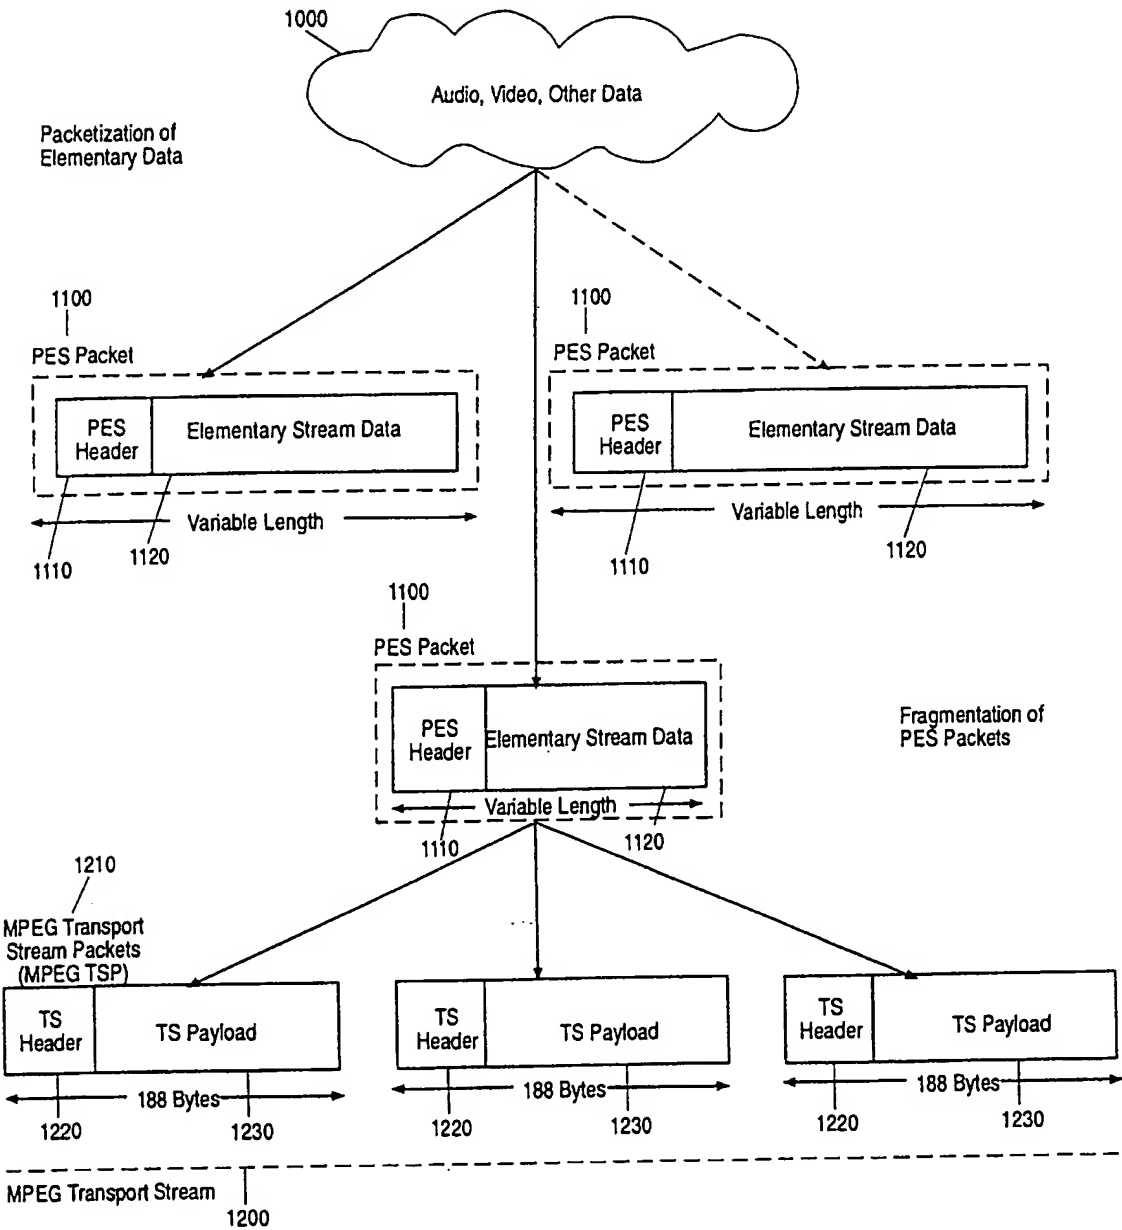 1000
Audio, Video, Other Data
Packetization of
Elementary Data
1100
PES Packet
PES
Header
Elementary Stream Data
Variable Length
1110
1120
1100
PES Packet
PES
Header
Elementary Stream Data
Variable Length
1110
1120
1100
PES Packet
PES
Header
Elementary Stream Data
Variable Length
1110
1120
Fragmentation of
PES Packets
1210
MPEG Transport
Stream Packets
(MPEG TSP)
TS
Header
TS Payload
188 Bytes
1220
1230
TS
Header
TS Payload
188 Bytes
1220
1230
TS
Header
TS Payload
188 Bytes
1220
1230
MPEG Transport Stream
1200